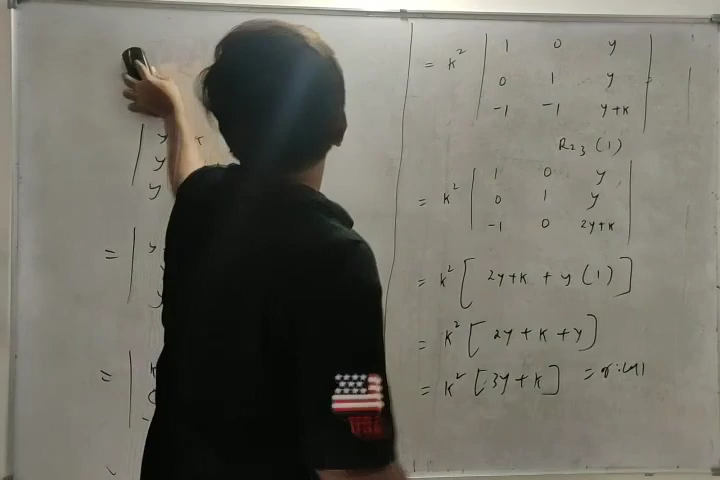 y k
y
y
= | y
y
= | k
= k² | 1 0 y
0 1 y
-1 -1 y+k |
R₂₃ (1)
= k² | 1 0 y
0 1 y
-1 0 2y+k |
= k² [ 2y+k + y (1) ]
= k² [ 2y + k + y ]
= k² [ 3y + k ] =